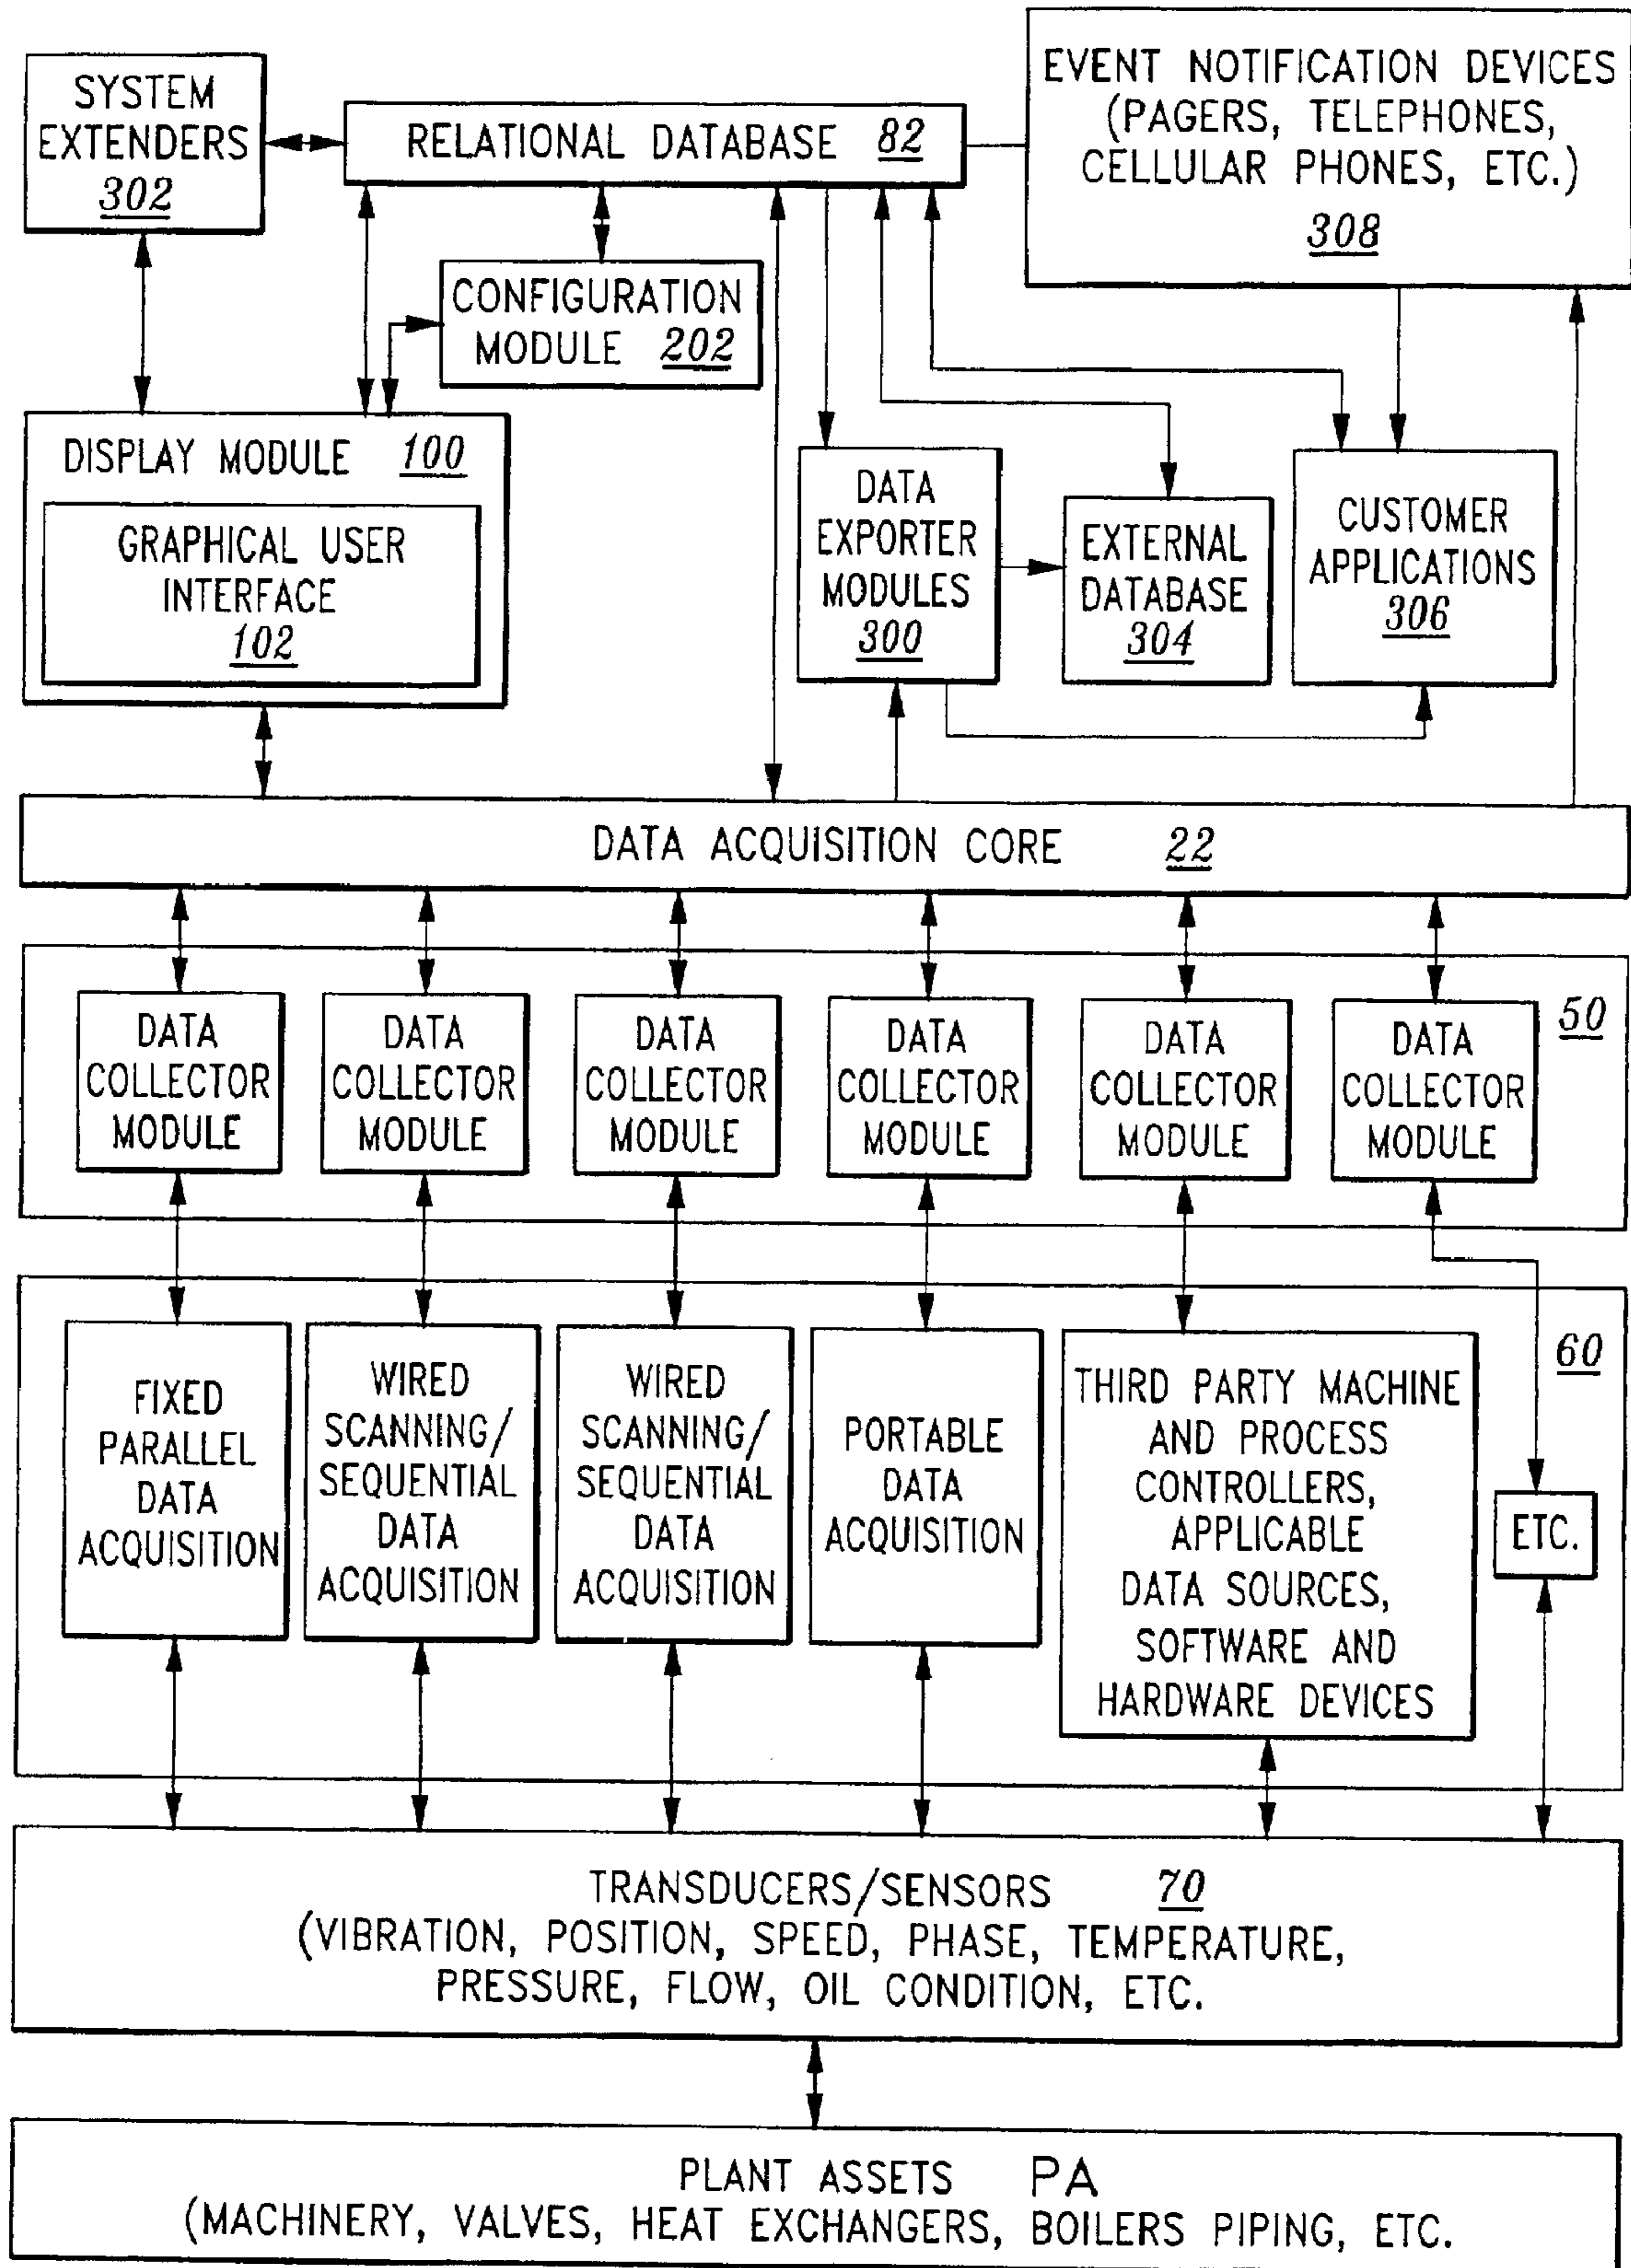 SYSTEM
EXTENDERS
302
RELATIONAL DATABASE 82
EVENT NOTIFICATION DEVICES
(PAGERS, TELEPHONES,
CELLULAR PHONES, ETC.)
308
CONFIGURATION
MODULE 202
DISPLAY MODULE 100
GRAPHICAL USER
INTERFACE
102
DATA
EXPORTER
MODULES
300
EXTERNAL
DATABASE
304
CUSTOMER
APPLICATIONS
306
DATA ACQUISITION CORE 22
50
DATA
COLLECTOR
MODULE
DATA
COLLECTOR
MODULE
DATA
COLLECTOR
MODULE
DATA
COLLECTOR
MODULE
DATA
COLLECTOR
MODULE
DATA
COLLECTOR
MODULE
60
FIXED
PARALLEL
DATA
ACQUISITION
WIRED
SCANNING/
SEQUENTIAL
DATA
ACQUISITION
WIRED
SCANNING/
SEQUENTIAL
DATA
ACQUISITION
PORTABLE
DATA
ACQUISITION
THIRD PARTY MACHINE
AND PROCESS
CONTROLLERS,
APPLICABLE
DATA SOURCES,
SOFTWARE AND
HARDWARE DEVICES
ETC.
TRANSDUCERS/SENSORS 70
(VIBRATION, POSITION, SPEED, PHASE, TEMPERATURE,
PRESSURE, FLOW, OIL CONDITION, ETC.
PLANT ASSETS PA
(MACHINERY, VALVES, HEAT EXCHANGERS, BOILERS PIPING, ETC.